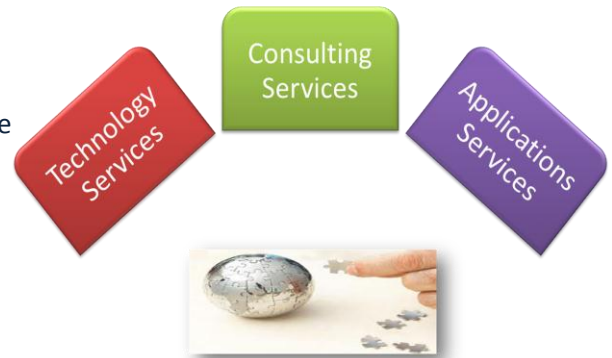 Consulting
Services
Technology
Services
Applications
Services
e